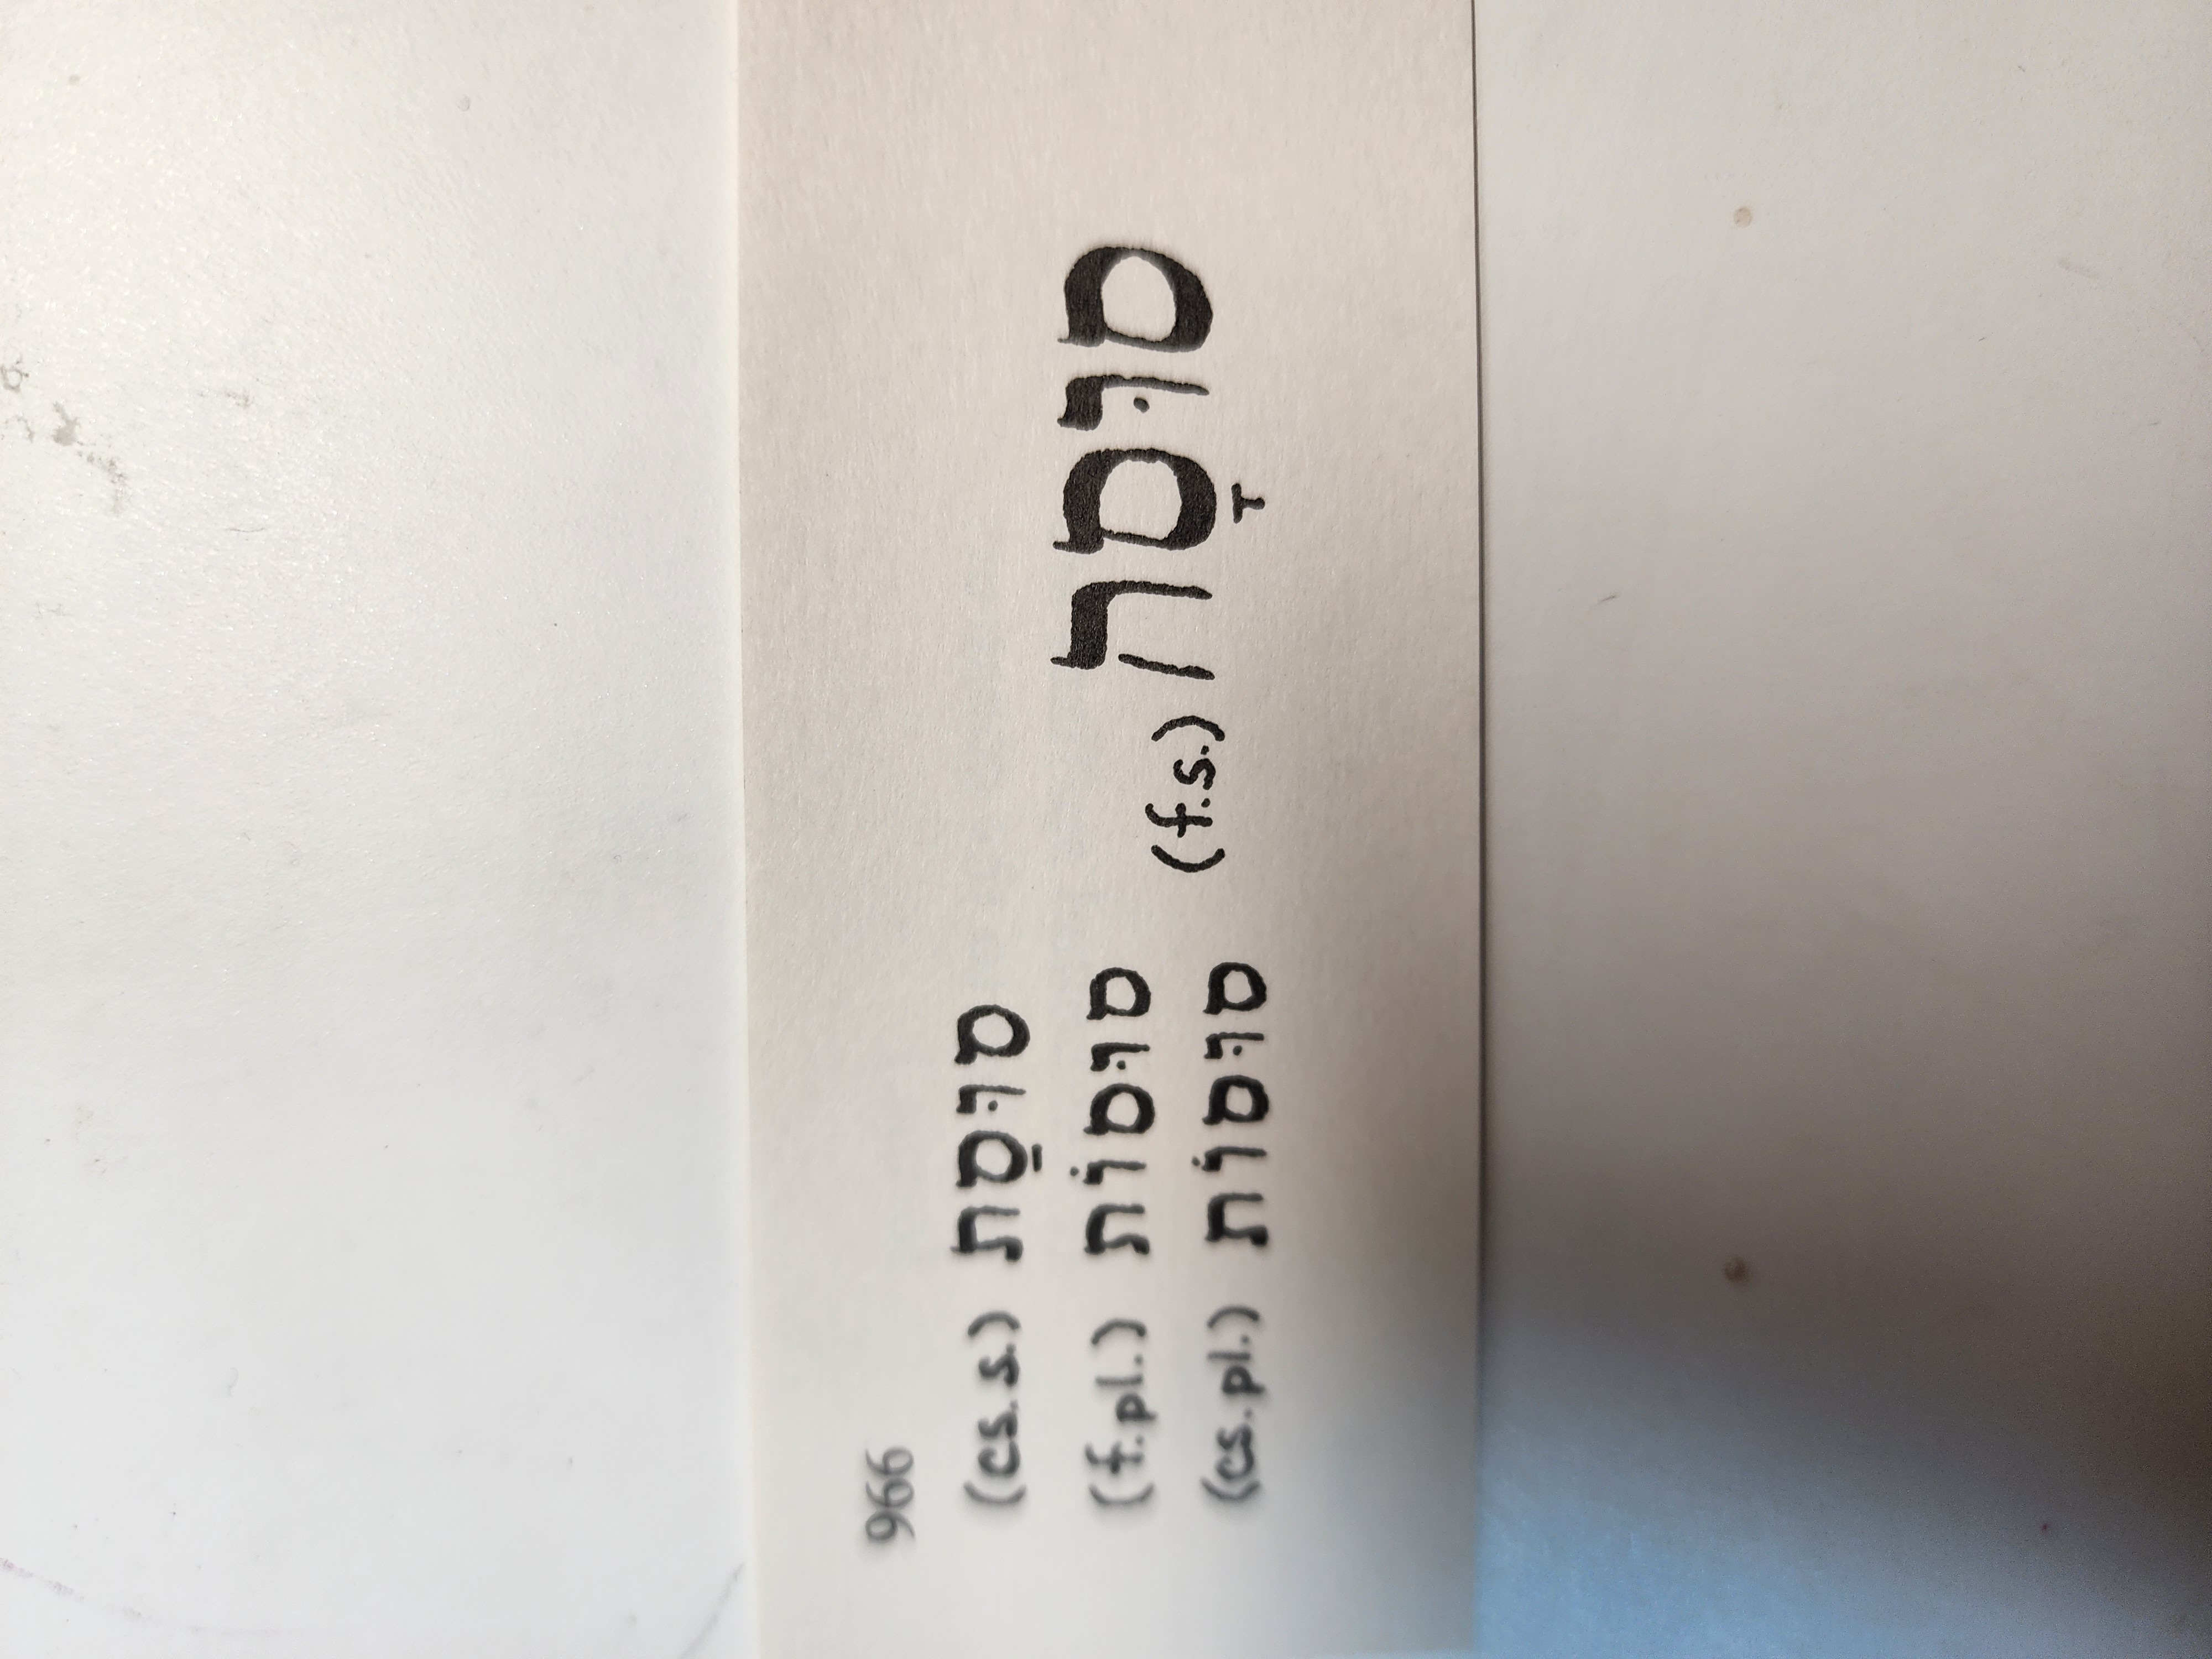 966
סוּסַת (cs.s.)
סוּסוֹת (f.pl.)
סוּסוֹת (cs.pl.)
סוּסָה (f.s.)